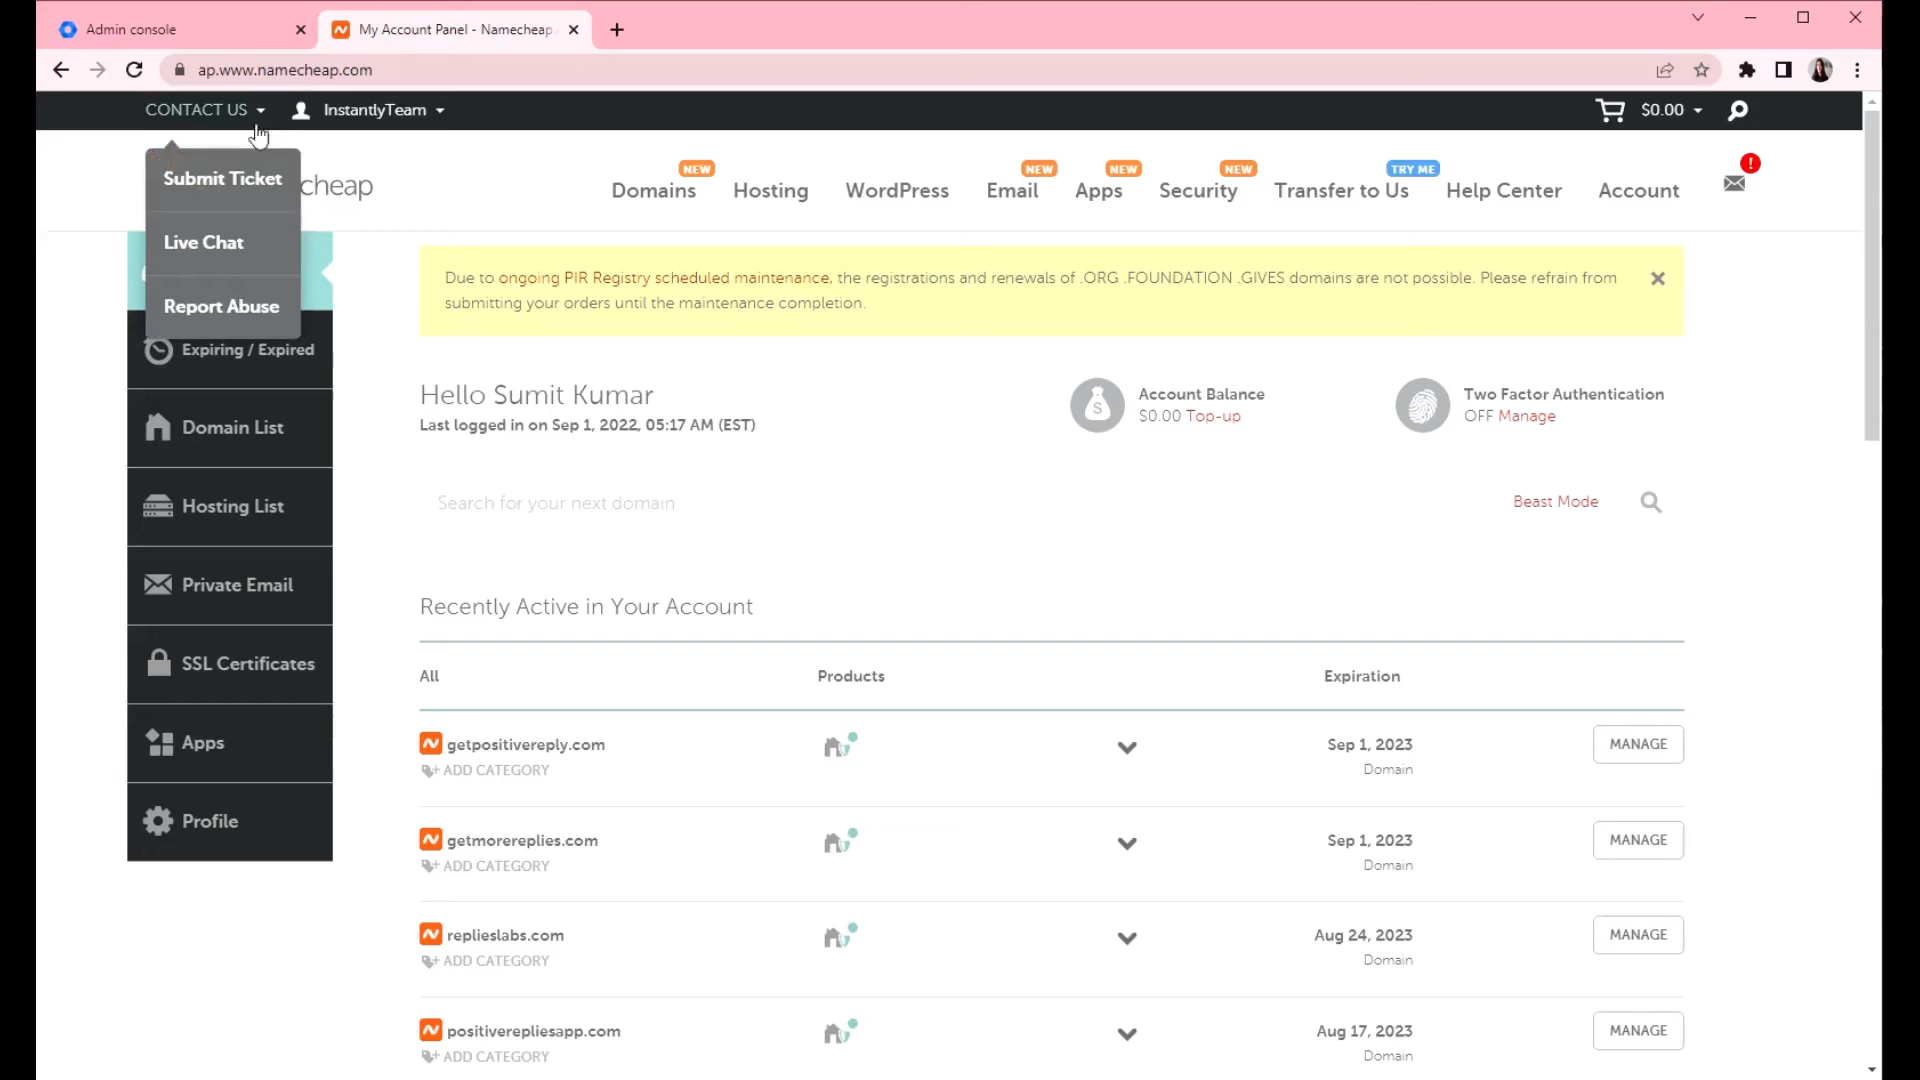 Admin console
My Account Panel - Namecheap.
ap.www.namecheap.com
CONTACT US
InstantlyTeam
$0.00
Submit Ticket
Live Chat
Report Abuse
cheap
NEW
Domains
Hosting
WordPress
NEW
Email
NEW
Apps
NEW
Security
TRY ME
Transfer to Us
Help Center
Account
!
Due to ongoing PIR Registry scheduled maintenance, the registrations and renewals of .ORG .FOUNDATION .GIVES domains are not possible. Please refrain from
submitting your orders until the maintenance completion.
Expiring / Expired
Domain List
Hosting List
Private Email
SSL Certificates
Apps
Profile
Hello Sumit Kumar
Last logged in on Sep 1, 2022, 05:17 AM (EST)
S
Account Balance
$0.00 Top-up
Two Factor Authentication
OFF Manage
Search for your next domain
Beast Mode
Recently Active in Your Account
All Products Expiration
getpositivereply.com Sep 1, 2023 MANAGE
ADD CATEGORY Domain
getmorereplies.com Sep 1, 2023 MANAGE
ADD CATEGORY Domain
replieslabs.com Aug 24, 2023 MANAGE
ADD CATEGORY Domain
positiverepliesapp.com Aug 17, 2023 MANAGE
ADD CATEGORY Domain